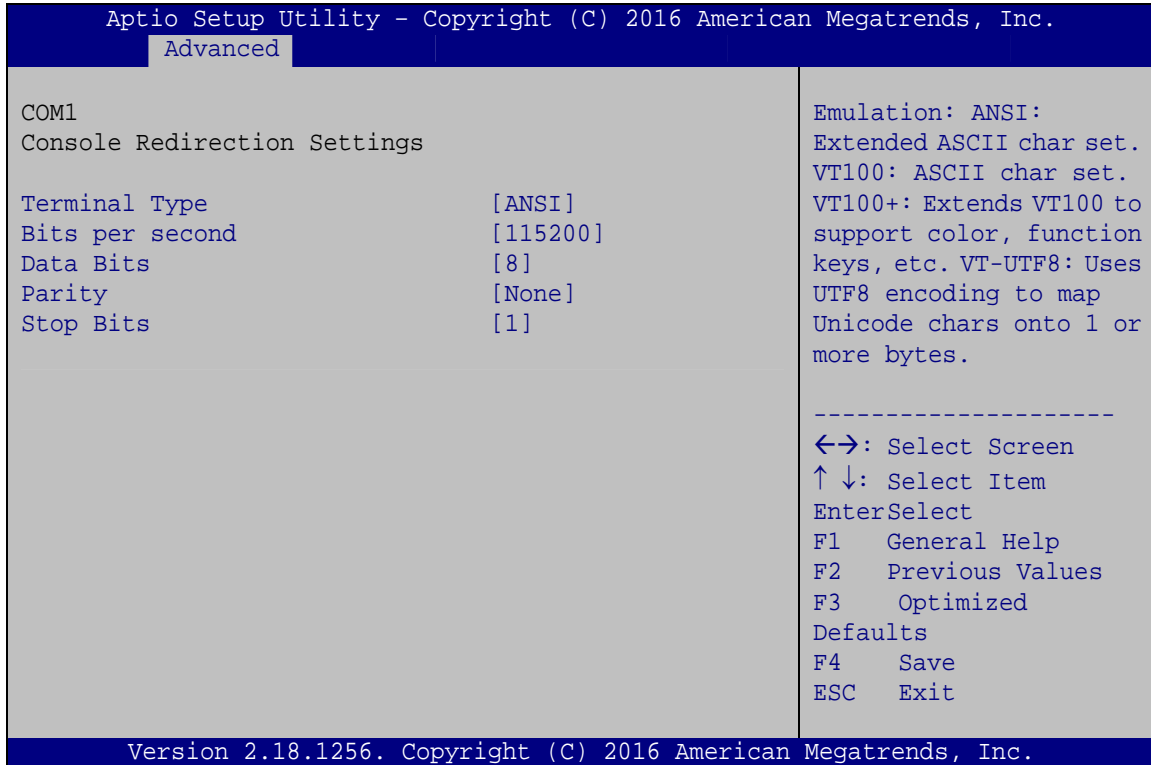 Aptio Setup Utility – Copyright (C) 2016 American Megatrends, Inc.
Advanced
COM1
Console Redirection Settings
Terminal Type [ANSI]
Bits per second [115200]
Data Bits [8]
Parity [None]
Stop Bits [1]
Emulation: ANSI:
Extended ASCII char set.
VT100: ASCII char set.
VT100+: Extends VT100 to
support color, function
keys, etc. VT-UTF8: Uses
UTF8 encoding to map
Unicode chars onto 1 or
more bytes.
---------------------
←→: Select Screen
↑ ↓: Select Item
EnterSelect
F1 General Help
F2 Previous Values
F3 Optimized
Defaults
F4 Save
ESC Exit
Version 2.18.1256. Copyright (C) 2016 American Megatrends, Inc.